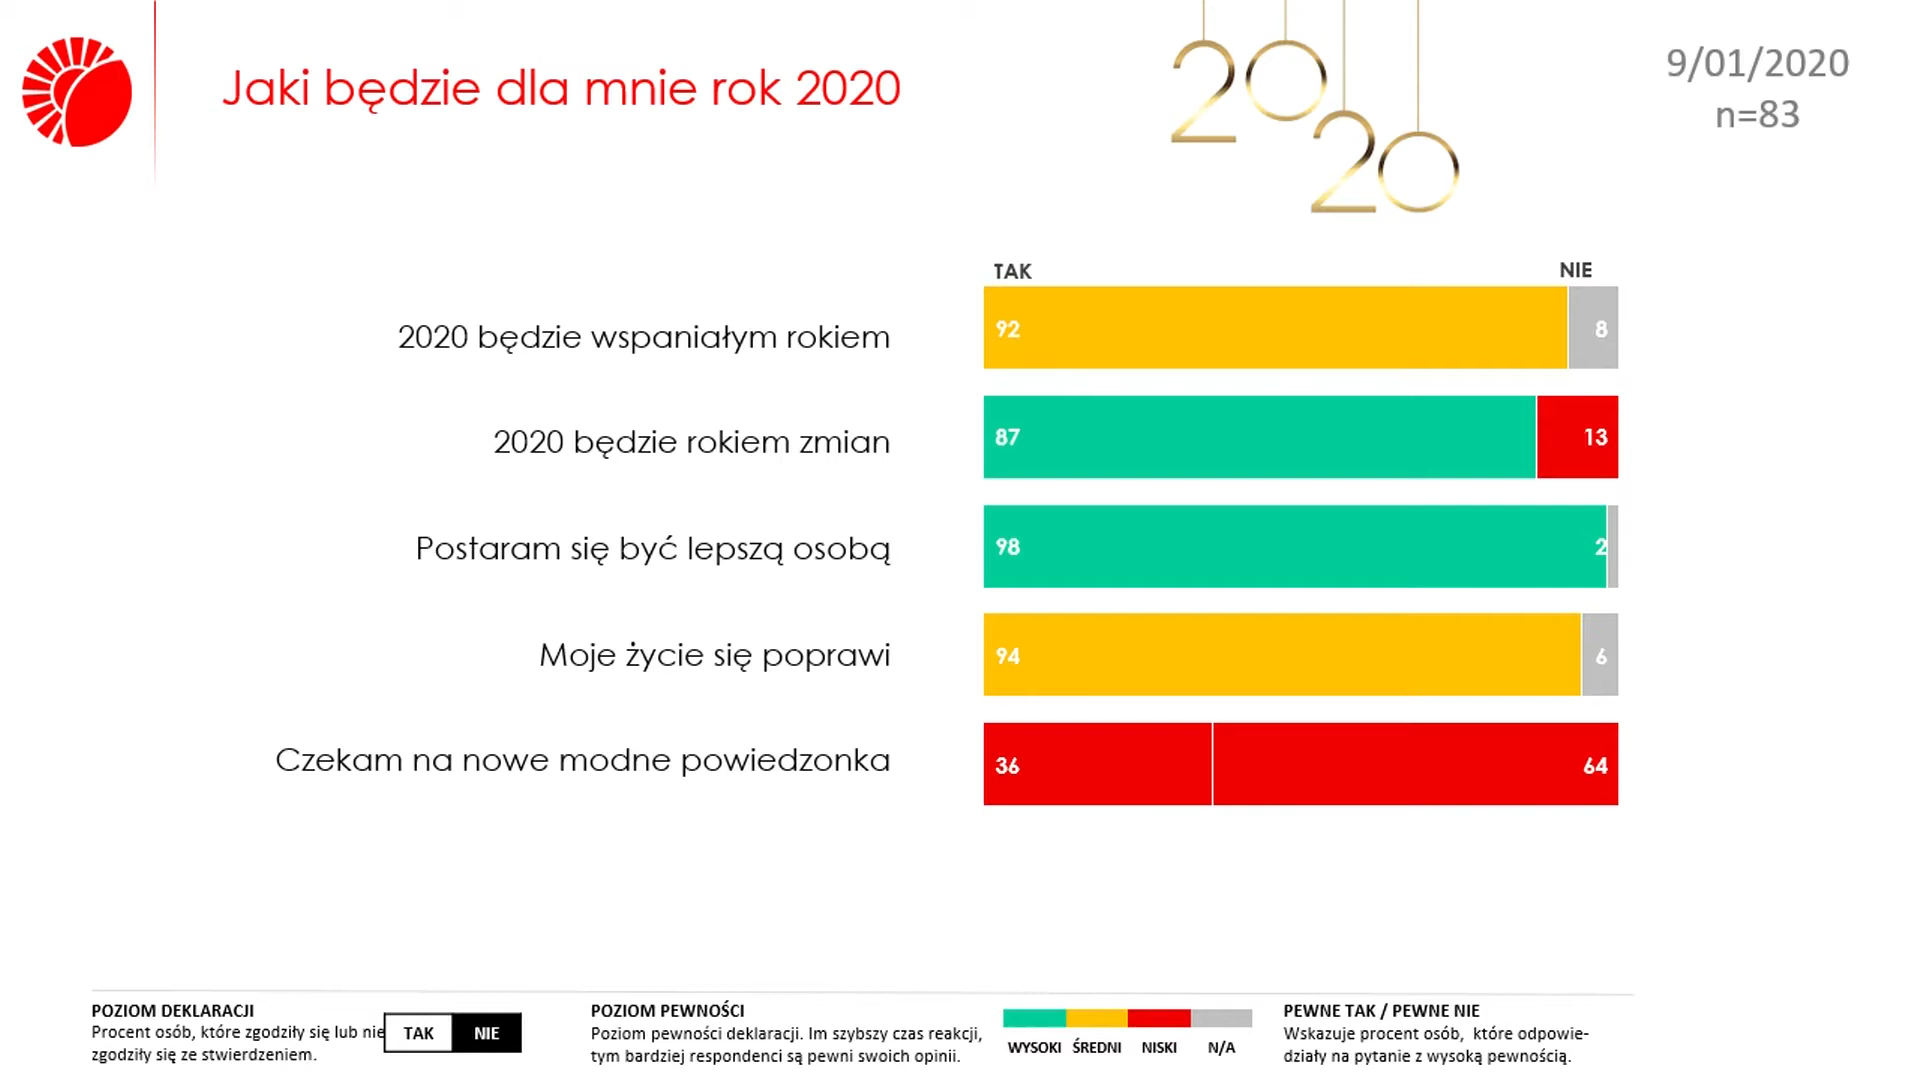 Jaki będzie dla mnie rok 2020
2020
9/01/2020
n=83
TAK NIE
2020 będzie wspaniałym rokiem 92 8
2020 będzie rokiem zmian 87 13
Postaram się być lepszą osobą 98 2
Moje życie się poprawi 94 6
Czekam na nowe modne powiedzonka 36 64
POZIOM DEKLARACJI
Procent osób, które zgodziły się lub nie
zgodziły się ze stwierdzeniem.
TAK NIE
POZIOM PEWNOŚCI
Poziom pewności deklaracji. Im szybszy czas reakcji,
tym bardziej respondenci są pewni swoich opinii.
WYSOKI ŚREDNI NISKI N/A
PEWNE TAK / PEWNE NIE
Wskazuje procent osób, które odpowie-
działy na pytanie z wysoką pewnością.